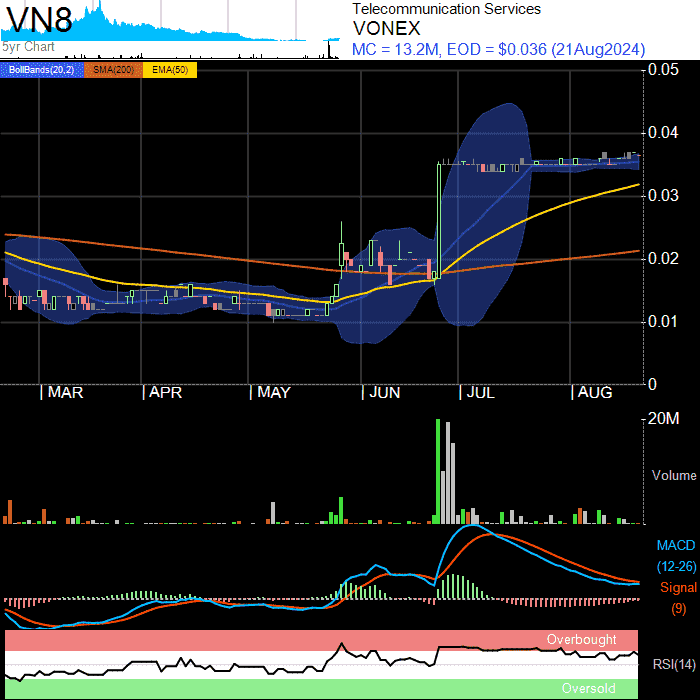 VN8
5yr Chart
Telecommunication Services
VONEX
MC = 13.2M, EOD = $0.036 (21Aug2024)
BollBands(20,2) SMA(200) EMA(50)
0.05
0.04
0.03
0.02
0.01
0
| MAR | APR | MAY | JUN | JUL | AUG
20M
Volume
MACD
(12-26)
Signal
(9)
Overbought
RSI(14)
Oversold